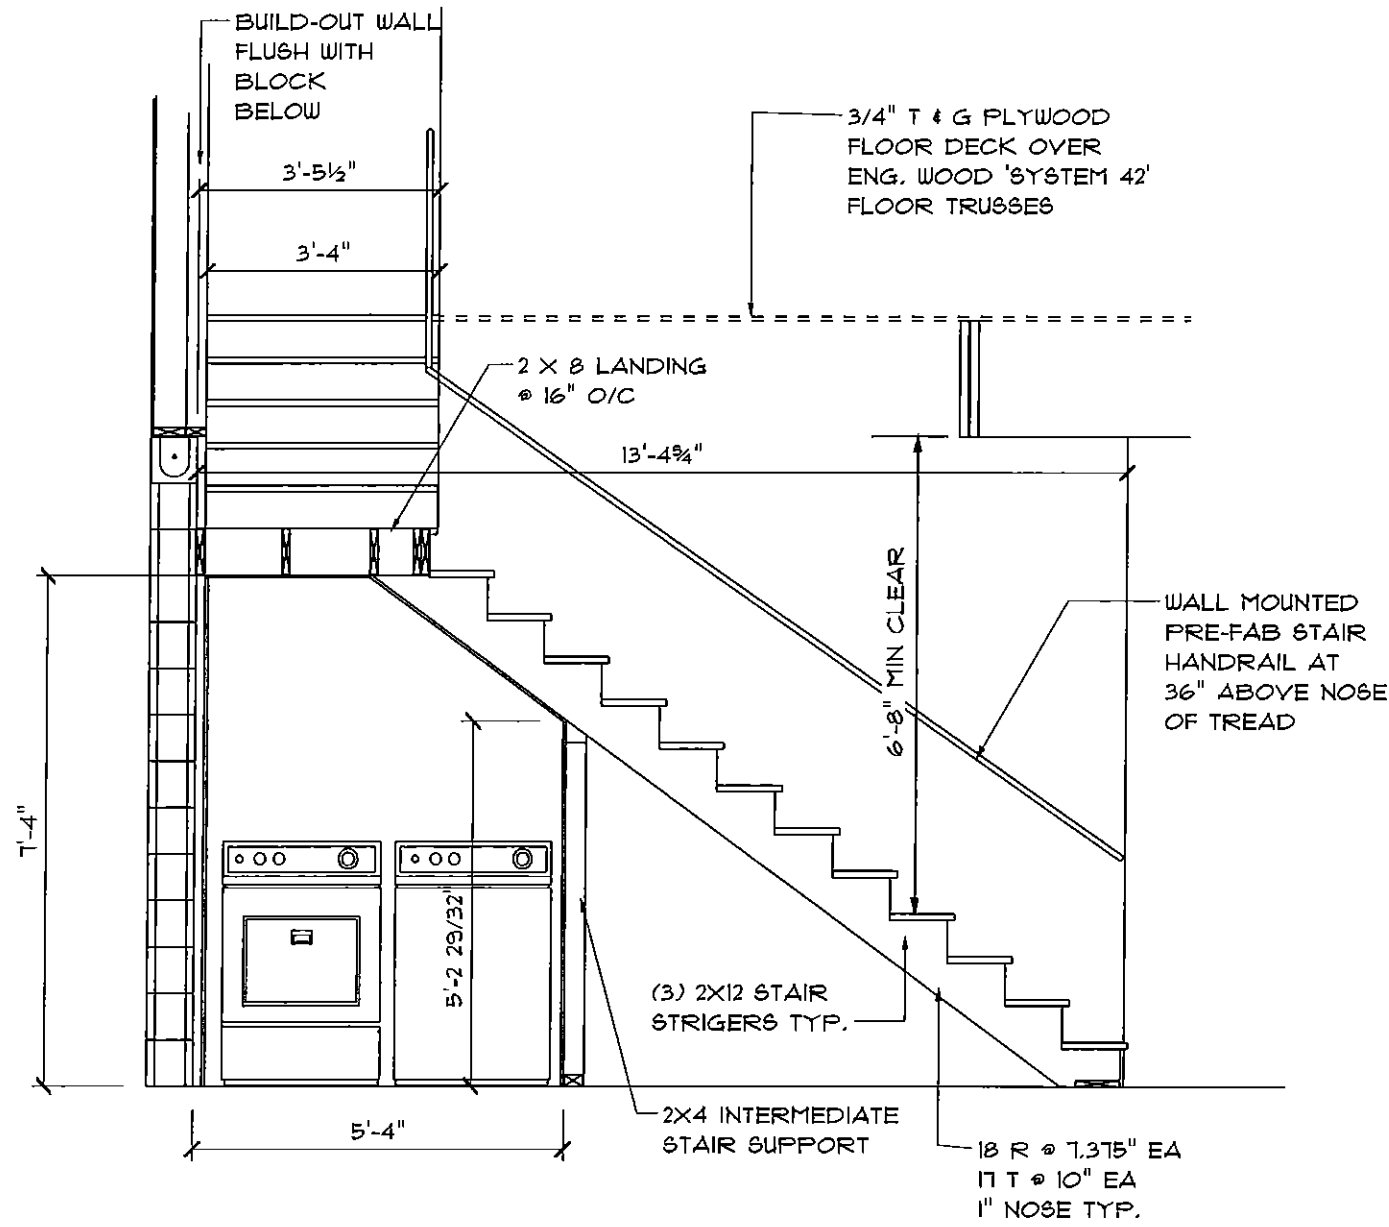 BUILD-OUT WALL
FLUSH WITH
BLOCK
BELOW
3/4" T & G PLYWOOD
FLOOR DECK OVER
ENG. WOOD 'SYSTEM 42'
FLOOR TRUSSES
3'-5½"
3'-4"
2 X 8 LANDING
@ 16" O/C
13'-4¾"
6'-8" MIN CLEAR
WALL MOUNTED
PRE-FAB STAIR
HANDRAIL AT
36" ABOVE NOSE
OF TREAD
7'-4"
5'-2 29/32"
(3) 2X12 STAIR
STRIGERS TYP.
5'-4"
2X4 INTERMEDIATE
STAIR SUPPORT
18 R @ 7.375" EA
17 T @ 10" EA
1" NOSE TYP.